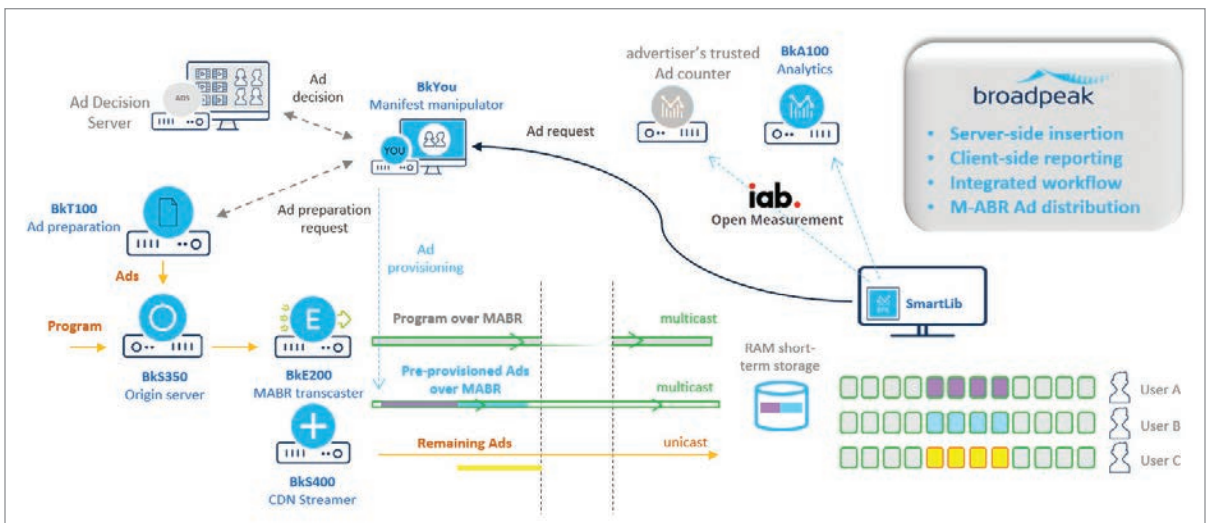 Ad Decision
Server
ADS
Ad
decision
BkYou
Manifest manipulator
YOU
Ad request
advertiser's trusted
Ad counter
BkA100
Analytics
broadpeak
• Server-side insertion
• Client-side reporting
• Integrated workflow
• M-ABR Ad distribution
BkT100
Ad preparation
Ad preparation
request
iab.
Open Measurement
Ad
provisioning
Ads
SmartLib
Program
BkS350
Origin server
E
BkE200
MABR transcaster
Program over MABR
multicast
Pre-provisioned Ads
over MABR
multicast
RAM short-
term storage
User A
User B
User C
BkS400
CDN Streamer
Remaining Ads
unicast